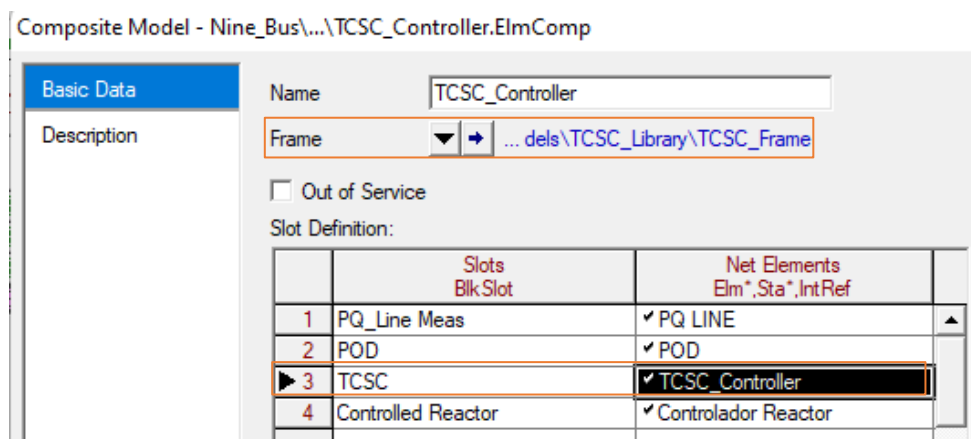 Composite Model - Nine_Bus\...\TCSC_Controller.ElmComp
Basic Data
Description
Name TCSC_Controller
Frame ... dels\TCSC_Library\TCSC_Frame
Out of Service
Slot Definition:
Slots Net Elements
BlkSlot Elm*,Sta*,IntRef
1 PQ_Line Meas PQ LINE
2 POD POD
3 TCSC TCSC_Controller
4 Controlled Reactor Controlador Reactor